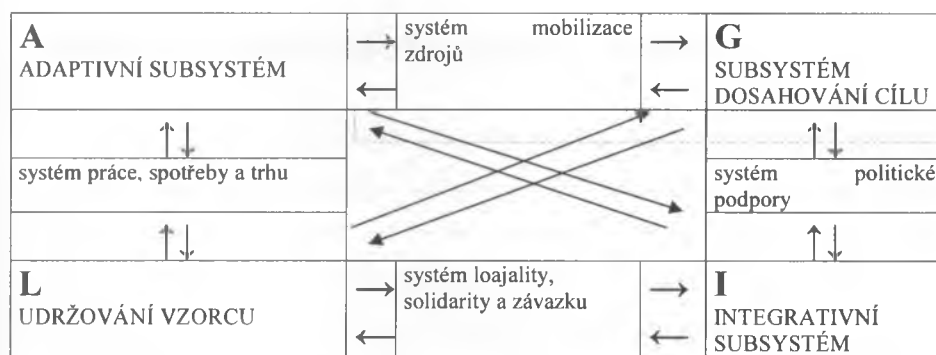 A
ADAPTIVNÍ SUBSYSTÉM
systém mobilizace
zdrojů
G
SUBSYSTÉM
DOSAHOVÁNÍ CÍLU
systém práce, spotřeby a trhu
systém politické
podpory
L
UDRŽOVÁNÍ VZORCU
systém loajality,
solidarity a závazku
I
INTEGRATIVNÍ
SUBSYSTÉM